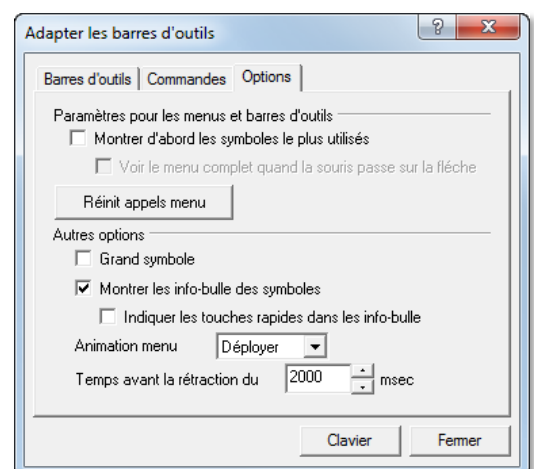 Adapter les barres d'outils
Barres d'outils Commandes Options
Paramètres pour les menus et barres d'outils
Montrer d'abord les symboles le plus utilisés
Voir le menu complet quand la souris passe sur la fléche
Réinit appels menu
Autres options
Grand symbole
Montrer les info-bulle des symboles
Indiquer les touches rapides dans les info-bulle
Animation menu Déployer
Temps avant la rétraction du 2000 msec
Clavier Fermer